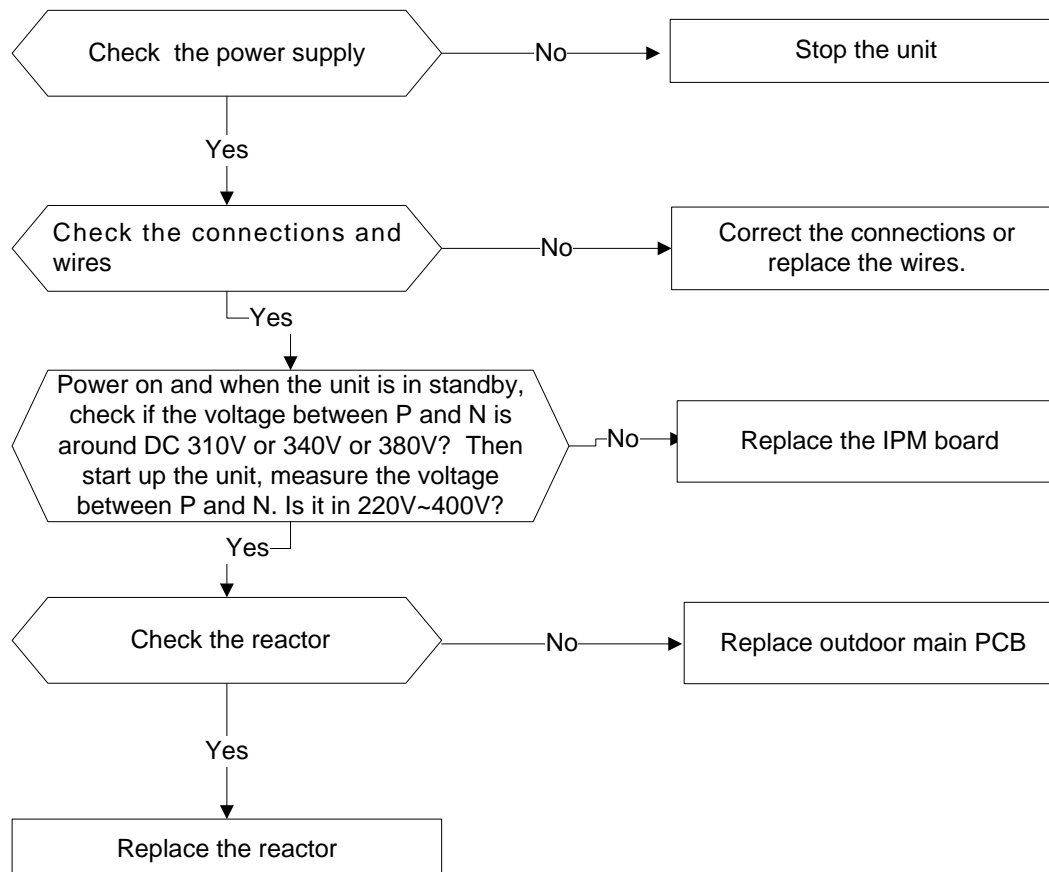 Check the power supply
No
Stop the unit
Yes
Check the connections and
wires
No
Correct the connections or
replace the wires.
Yes
Power on and when the unit is in standby,
check if the voltage between P and N is
around DC 310V or 340V or 380V? Then
start up the unit, measure the voltage
between P and N. Is it in 220V~400V?
No
Replace the IPM board
Yes
Check the reactor
No
Replace outdoor main PCB
Yes
Replace the reactor